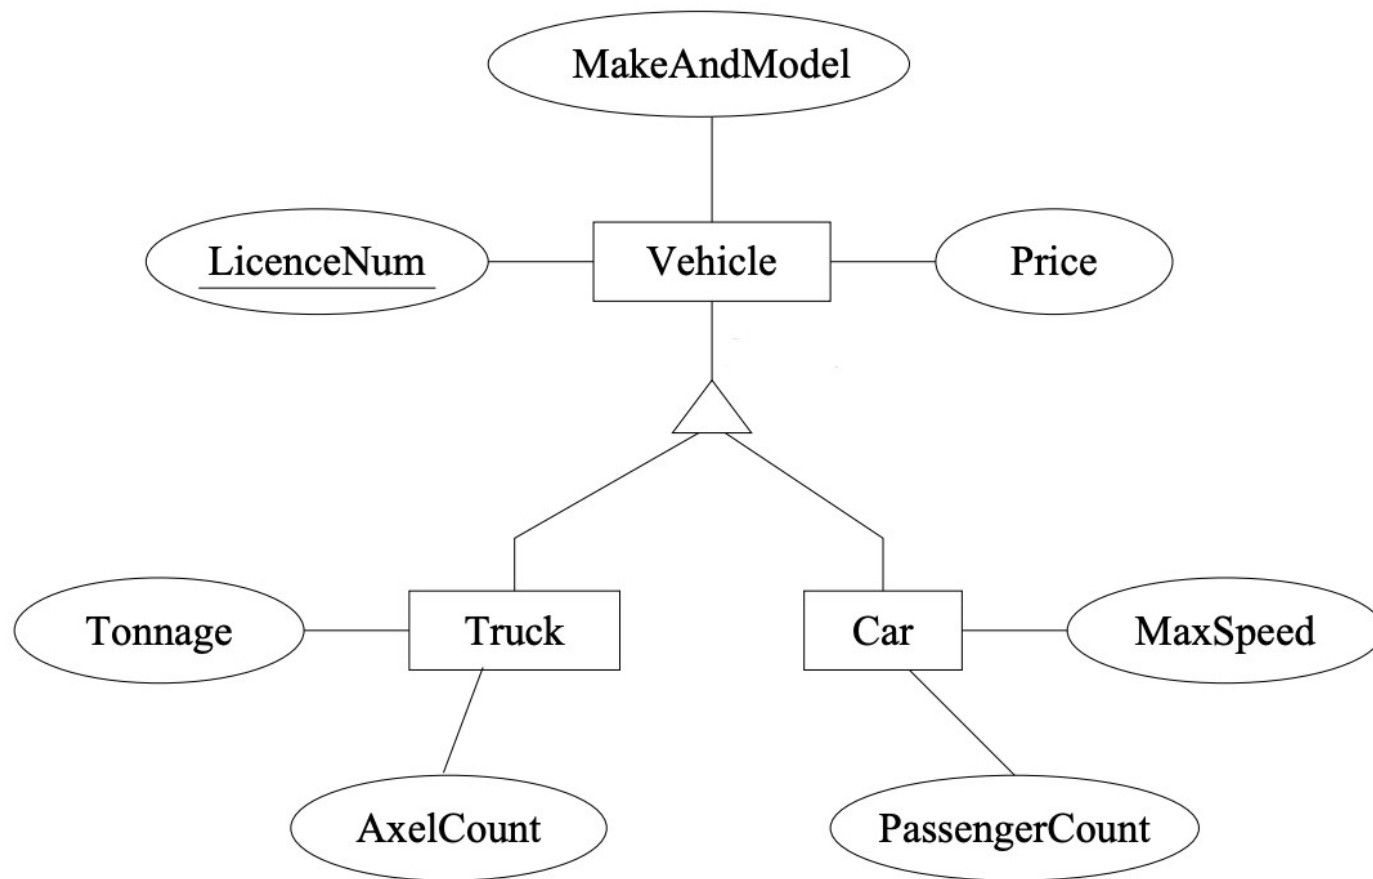 MakeAndModel
LicenceNum
Vehicle
Price
Tonnage
Truck
Car
MaxSpeed
AxelCount
PassengerCount